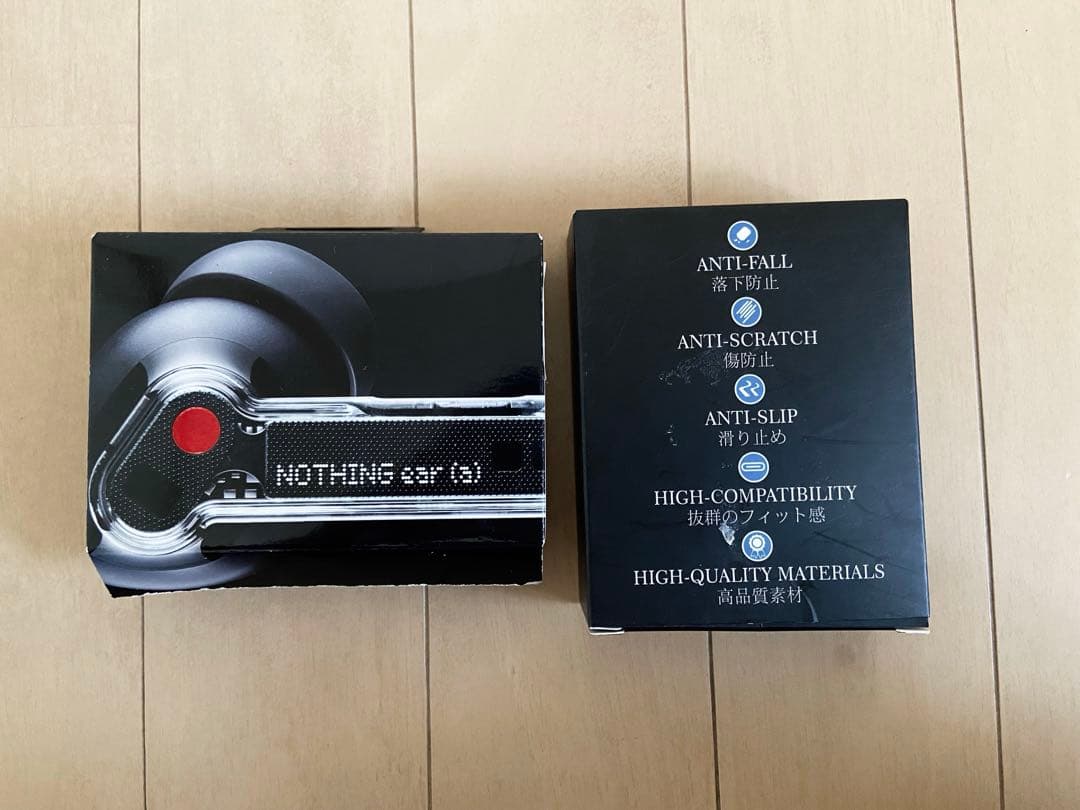 NOTHING ear (a)
ANTI-FALL
落下防止
ANTI-SCRATCH
傷防止
ANTI-SLIP
滑り止め
HIGH-COMPATIBILITY
抜群のフィット感
HIGH-QUALITY MATERIALS
高品質素材